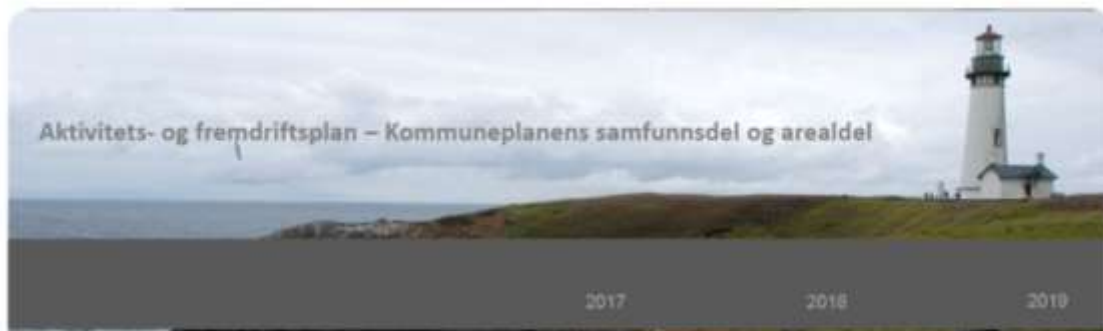 Aktivitets- og fremdriftsplan – Kommuneplanens samfunnsdel og arealdel
2017 2018 2019